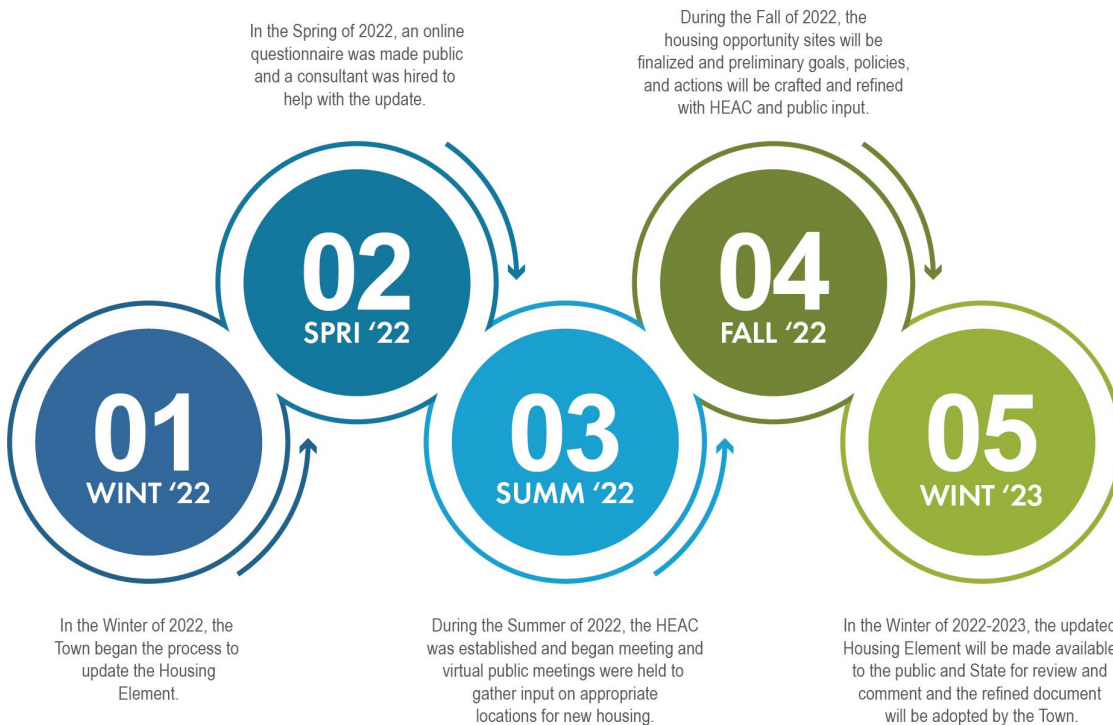 In the Spring of 2022, an online
questionnaire was made public
and a consultant was hired to
help with the update.
During the Fall of 2022, the
housing opportunity sites will be
finalized and preliminary goals, policies,
and actions will be crafted and refined
with HEAC and public input.
01
WINT ‘22
02
SPRI ‘22
03
SUMM ‘22
04
FALL ‘22
05
WINT ‘23
In the Winter of 2022, the
Town began the process to
update the Housing
Element.
During the Summer of 2022, the HEAC
was established and began meeting and
virtual public meetings were held to
gather input on appropriate
locations for new housing.
In the Winter of 2022-2023, the updated
Housing Element will be made available
to the public and State for review and
comment and the refined document
will be adopted by the Town.